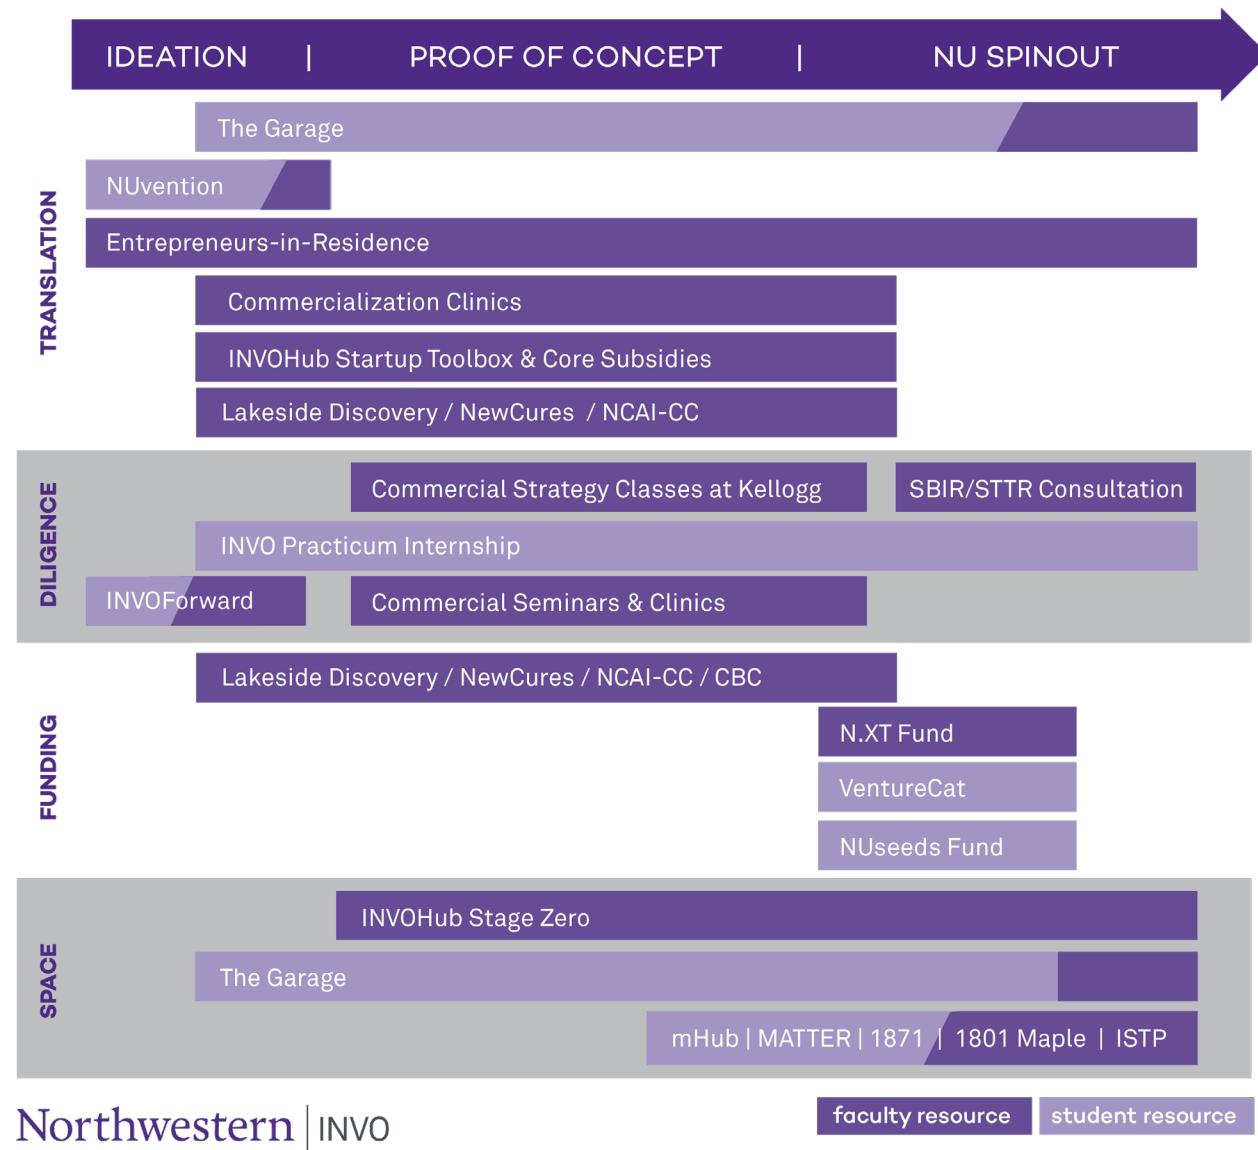 IDEATION | PROOF OF CONCEPT | NU SPINOUT
TRANSLATION
The Garage
NUvention
Entrepreneurs-in-Residence
Commercialization Clinics
INVOHub Startup Toolbox & Core Subsidies
Lakeside Discovery / NewCures / NCAI-CC
DILIGENCE
Commercial Strategy Classes at Kellogg
SBIR/STTR Consultation
INVO Practicum Internship
INVOForward
Commercial Seminars & Clinics
FUNDING
Lakeside Discovery / NewCures / NCAI-CC / CBC
N.XT Fund
VentureCat
NUseeds Fund
SPACE
INVOHub Stage Zero
The Garage
mHub | MATTER | 1871 | 1801 Maple | ISTP
Northwestern | INVO
faculty resource
student resource